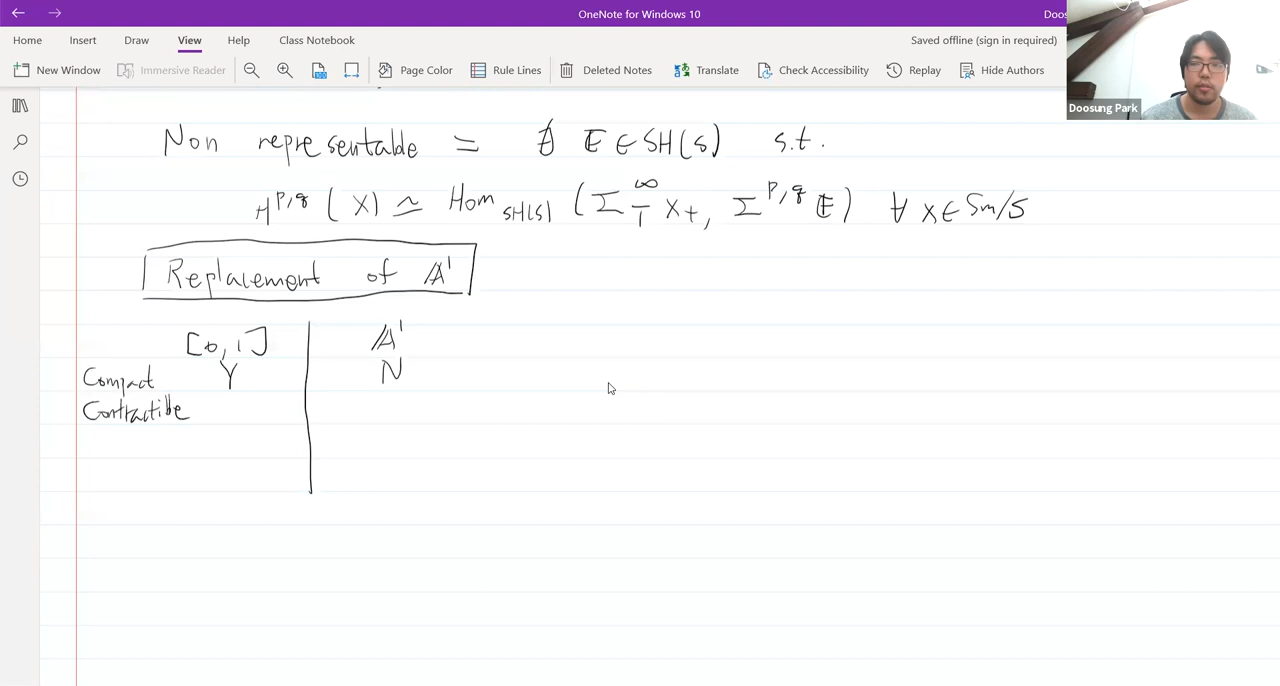 OneNote for Windows 10
Doos
Home Insert Draw View Help Class Notebook
Saved offline (sign in required)
New Window Immersive Reader Page Color Rule Lines Deleted Notes Translate Check Accessibility Replay Hide Authors
Doosung Park
Non representable = ∄ 𝔼 ∈ SH(S) s.t.
H^{p,q}(X) ≃ Hom_{SH(S)} (Σ_T^∞ X_+, Σ^{p,q} 𝔼) ∀ X ∈ Sm/S
Replacement of 𝔸¹
[0,1] 𝔸¹
Compact Y N
Contractible